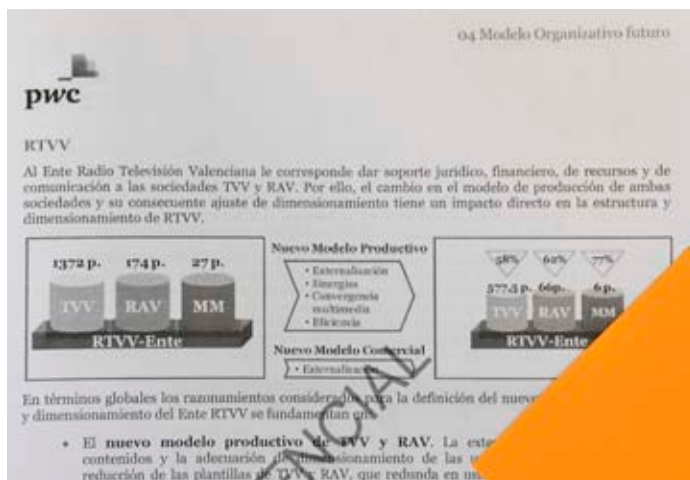 04 Modelo Organizativo futuro
pwc
RTVV
Al Ente Radio Televisión Valenciana le corresponde dar soporte jurídico, financiero, de recursos y de
comunicación a las sociedades TVV y RAV. Por ello, el cambio en el modelo de producción de ambas
sociedades y su consecuente ajuste de dimensionamiento tiene un impacto directo en la estructura y
dimensionamiento de RTVV.
1372 p. 174 p. 27 p.
TVV RAV MM
RTVV-Ente
Nuevo Modelo Productivo
• Externalización
• Sinergias
• Convergencia
multimedia
• Eficiencia
Nuevo Modelo Comercial
• Externalización
58% 62% 77%
577,5 p. 66p. 6 p.
TVV RAV MM
RTVV-Ente
En términos globales los razonamientos considerados para la definición del
y dimensionamiento del Ente RTVV se fundamentan en:
• El nuevo modelo productivo de TVV y RAV. La
contenidos y la adecuación de dimensionamiento de las
reducción de las plantillas de TVV y RAV, que redunda en
ENCIAL